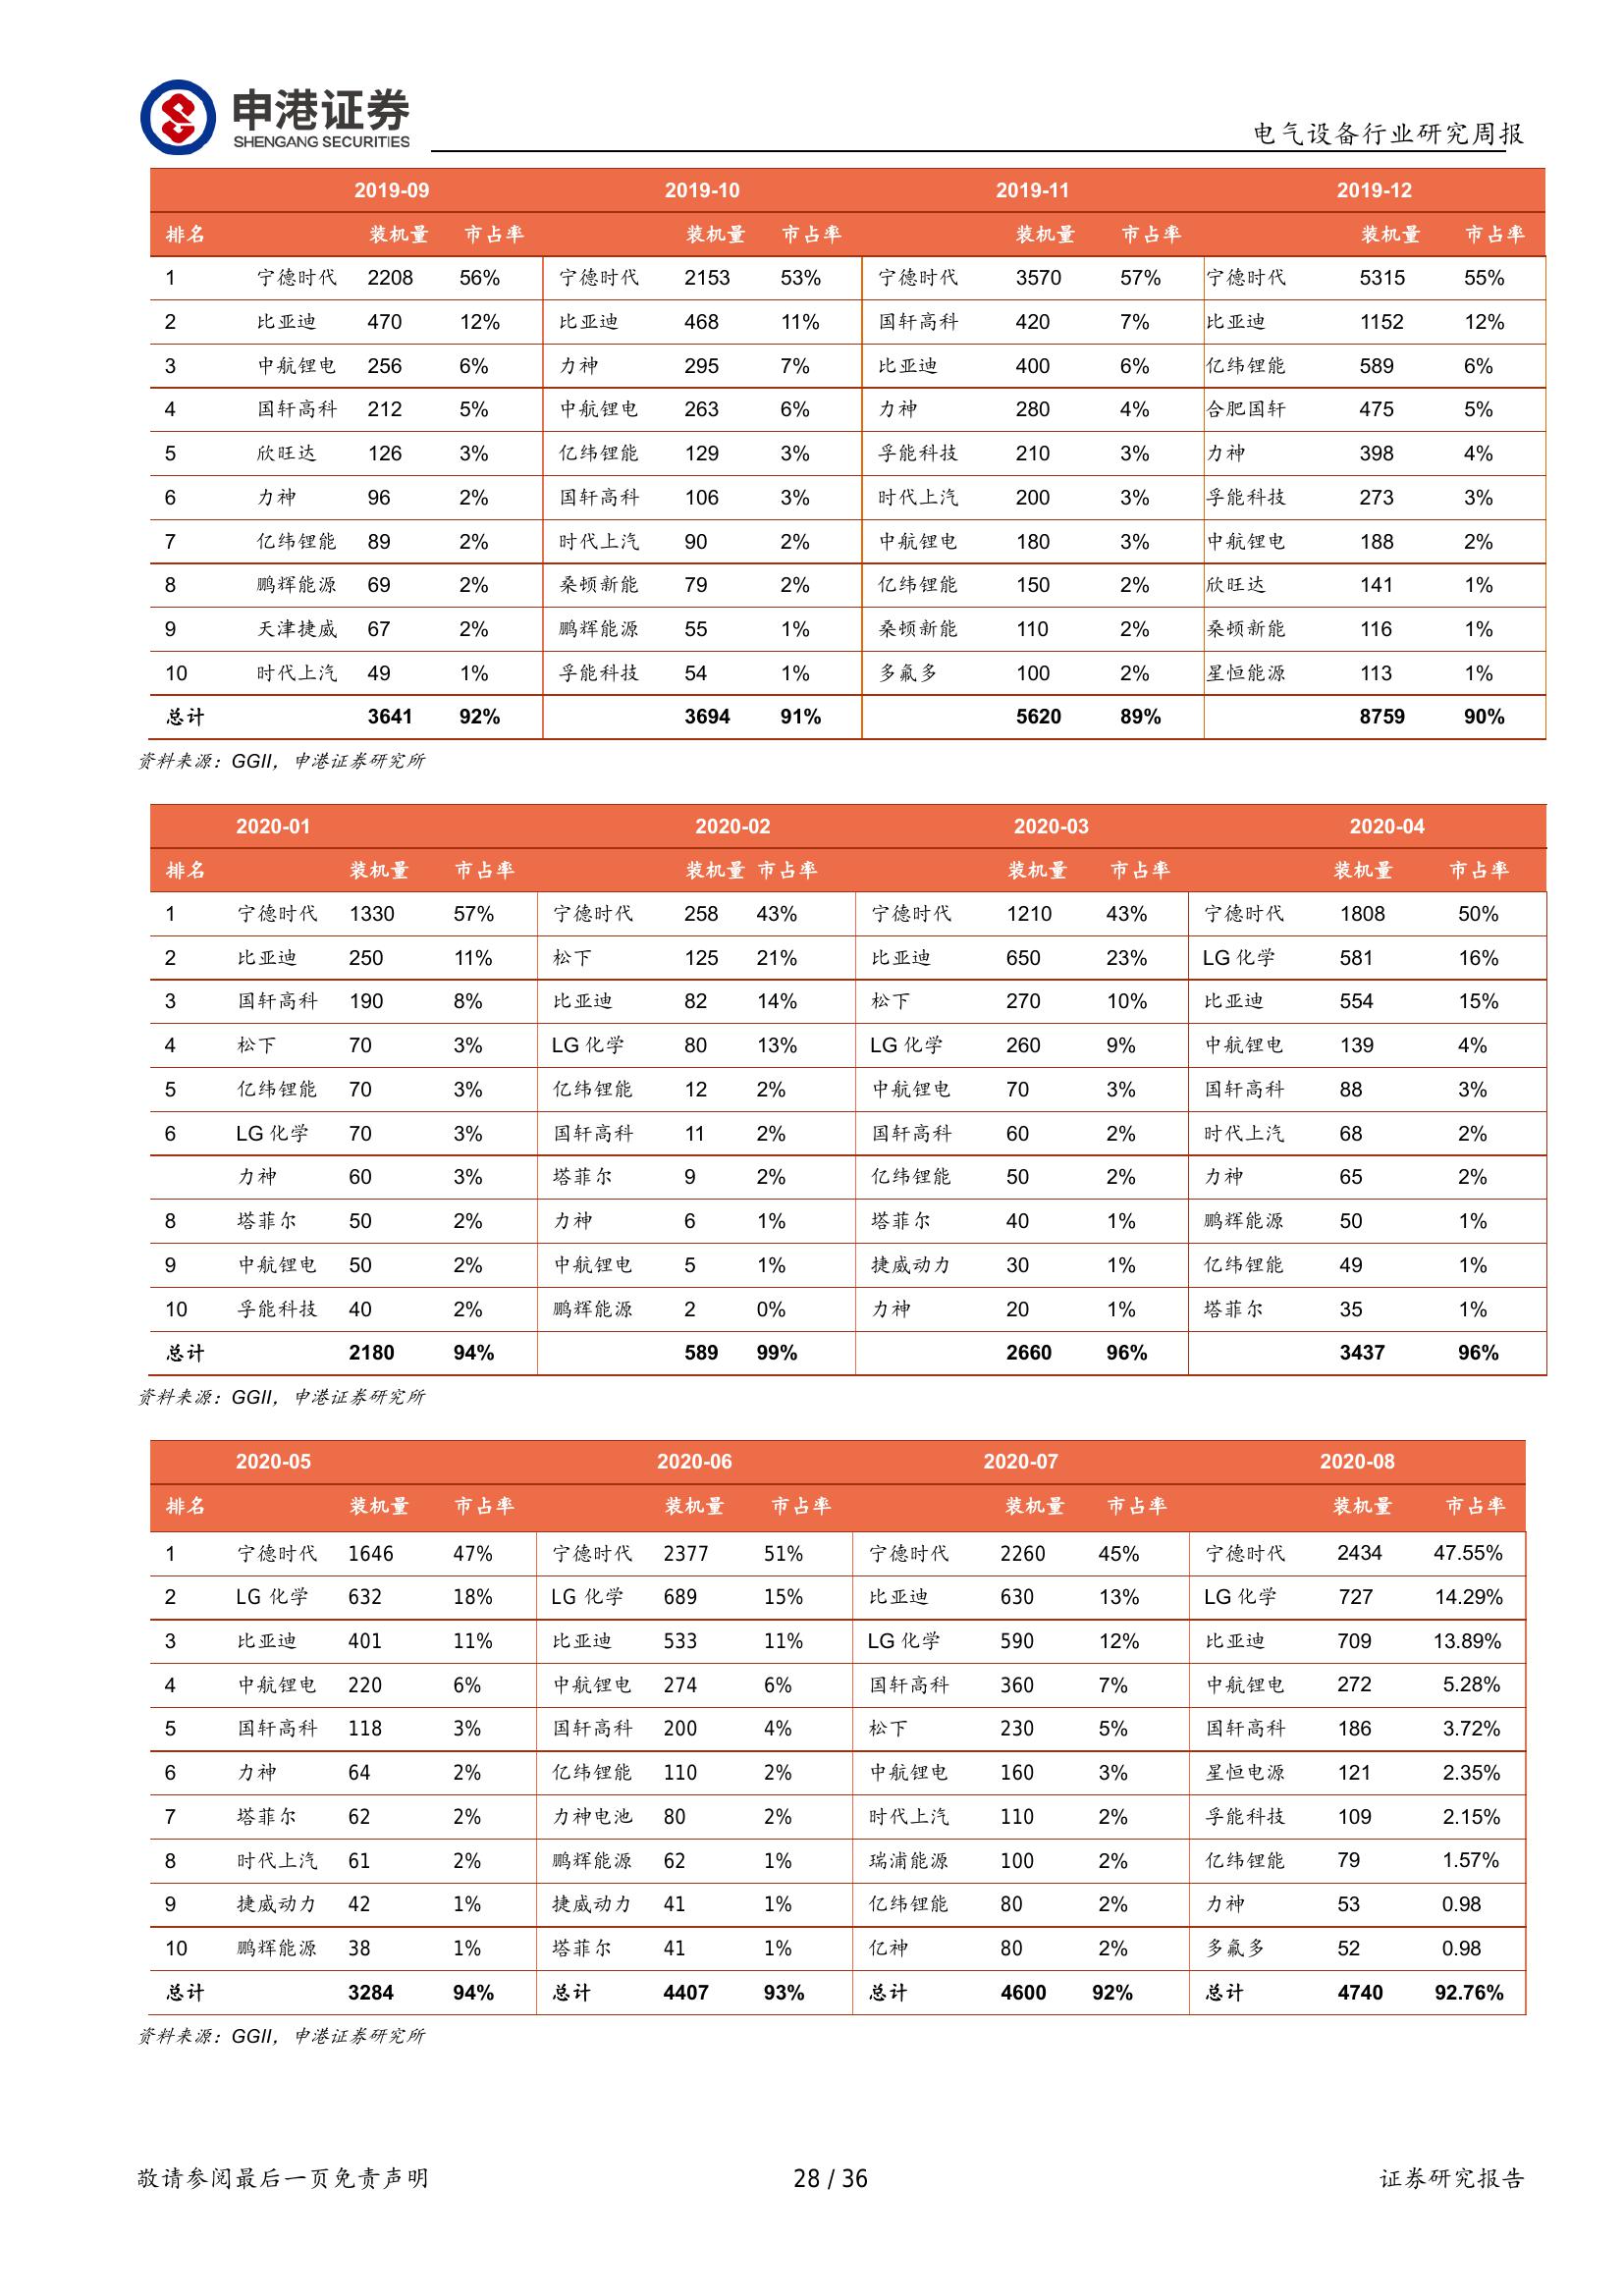 申港证券
SHENGANG SECURITIES
电气设备行业研究周报
2019-09 2019-10 2019-11 2019-12
排名 装机量 市占率 装机量 市占率 装机量 市占率 装机量 市占率
1 宁德时代 2208 56% 宁德时代 2153 53% 宁德时代 3570 57% 宁德时代 5315 55%
2 比亚迪 470 12% 比亚迪 468 11% 国轩高科 420 7% 比亚迪 1152 12%
3 中航锂电 256 6% 力神 295 7% 比亚迪 400 6% 亿纬锂能 589 6%
4 国轩高科 212 5% 中航锂电 263 6% 力神 280 4% 合肥国轩 475 5%
5 欣旺达 126 3% 亿纬锂能 129 3% 孚能科技 210 3% 力神 398 4%
6 力神 96 2% 国轩高科 106 3% 时代上汽 200 3% 孚能科技 273 3%
7 亿纬锂能 89 2% 时代上汽 90 2% 中航锂电 180 3% 中航锂电 188 2%
8 鹏辉能源 69 2% 桑顿新能 79 2% 亿纬锂能 150 2% 欣旺达 141 1%
9 天津捷威 67 2% 鹏辉能源 55 1% 桑顿新能 110 2% 桑顿新能 116 1%
10 时代上汽 49 1% 孚能科技 54 1% 多氟多 100 2% 星恒能源 113 1%
总计 3641 92% 3694 91% 5620 89% 8759 90%
资料来源：GGII，申港证券研究所
2020-01 2020-02 2020-03 2020-04
排名 装机量 市占率 装机量 市占率 装机量 市占率 装机量 市占率
1 宁德时代 1330 57% 宁德时代 258 43% 宁德时代 1210 43% 宁德时代 1808 50%
2 比亚迪 250 11% 松下 125 21% 比亚迪 650 23% LG 化学 581 16%
3 国轩高科 190 8% 比亚迪 82 14% 松下 270 10% 比亚迪 554 15%
4 松下 70 3% LG 化学 80 13% LG 化学 260 9% 中航锂电 139 4%
5 亿纬锂能 70 3% 亿纬锂能 12 2% 中航锂电 70 3% 国轩高科 88 3%
6 LG 化学 70 3% 国轩高科 11 2% 国轩高科 60 2% 时代上汽 68 2%
力神 60 3% 塔菲尔 9 2% 亿纬锂能 50 2% 力神 65 2%
8 塔菲尔 50 2% 力神 6 1% 塔菲尔 40 1% 鹏辉能源 50 1%
9 中航锂电 50 2% 中航锂电 5 1% 捷威动力 30 1% 亿纬锂能 49 1%
10 孚能科技 40 2% 鹏辉能源 2 0% 力神 20 1% 塔菲尔 35 1%
总计 2180 94% 589 99% 2660 96% 3437 96%
资料来源：GGII，申港证券研究所
2020-05 2020-06 2020-07 2020-08
排名 装机量 市占率 装机量 市占率 装机量 市占率 装机量 市占率
1 宁德时代 1646 47% 宁德时代 2377 51% 宁德时代 2260 45% 宁德时代 2434 47.55%
2 LG 化学 632 18% LG 化学 689 15% 比亚迪 630 13% LG 化学 727 14.29%
3 比亚迪 401 11% 比亚迪 533 11% LG 化学 590 12% 比亚迪 709 13.89%
4 中航锂电 220 6% 中航锂电 274 6% 国轩高科 360 7% 中航锂电 272 5.28%
5 国轩高科 118 3% 国轩高科 200 4% 松下 230 5% 国轩高科 186 3.72%
6 力神 64 2% 亿纬锂能 110 2% 中航锂电 160 3% 星恒电源 121 2.35%
7 塔菲尔 62 2% 力神电池 80 2% 时代上汽 110 2% 孚能科技 109 2.15%
8 时代上汽 61 2% 鹏辉能源 62 1% 瑞浦能源 100 2% 亿纬锂能 79 1.57%
9 捷威动力 42 1% 捷威动力 41 1% 亿纬锂能 80 2% 力神 53 0.98
10 鹏辉能源 38 1% 塔菲尔 41 1% 亿神 80 2% 多氟多 52 0.98
总计 3284 94% 总计 4407 93% 总计 4600 92% 总计 4740 92.76%
资料来源：GGII，申港证券研究所
敬请参阅最后一页免责声明 28 / 36 证券研究报告